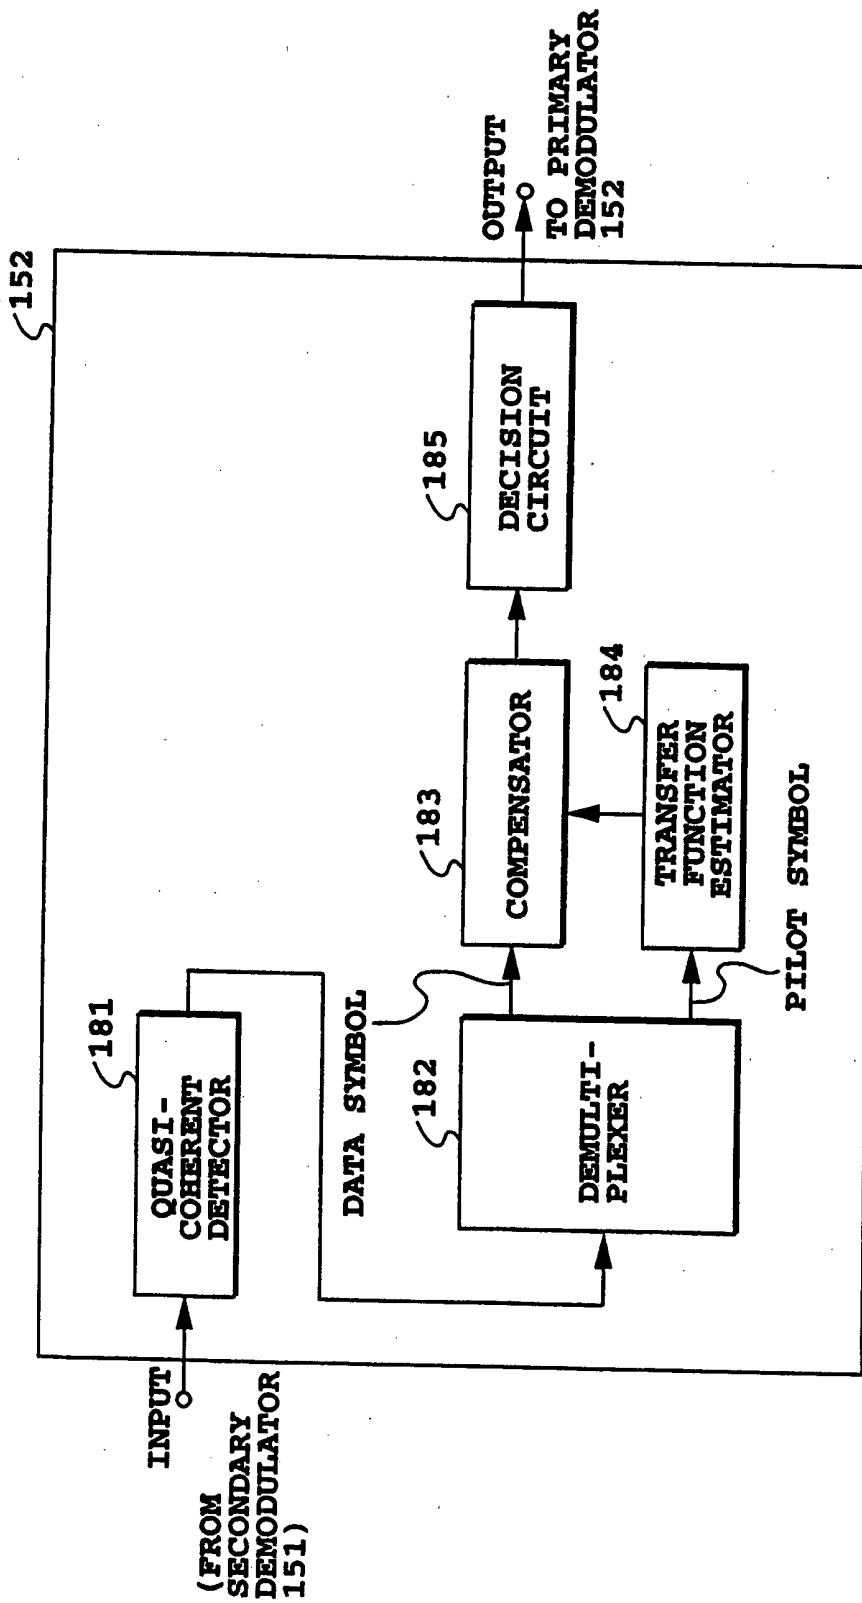 152
INPUT
(FROM
SECONDARY
DEMODULATOR
151)
181
QUASI-
COHERENT
DETECTOR
DATA SYMBOL
182
DEMULTI-
PLEXER
183
COMPENSATOR
184
TRANSFER
FUNCTION
ESTIMATOR
PILOT SYMBOL
185
DECISION
CIRCUIT
OUTPUT
TO PRIMARY
DEMODULATOR
152